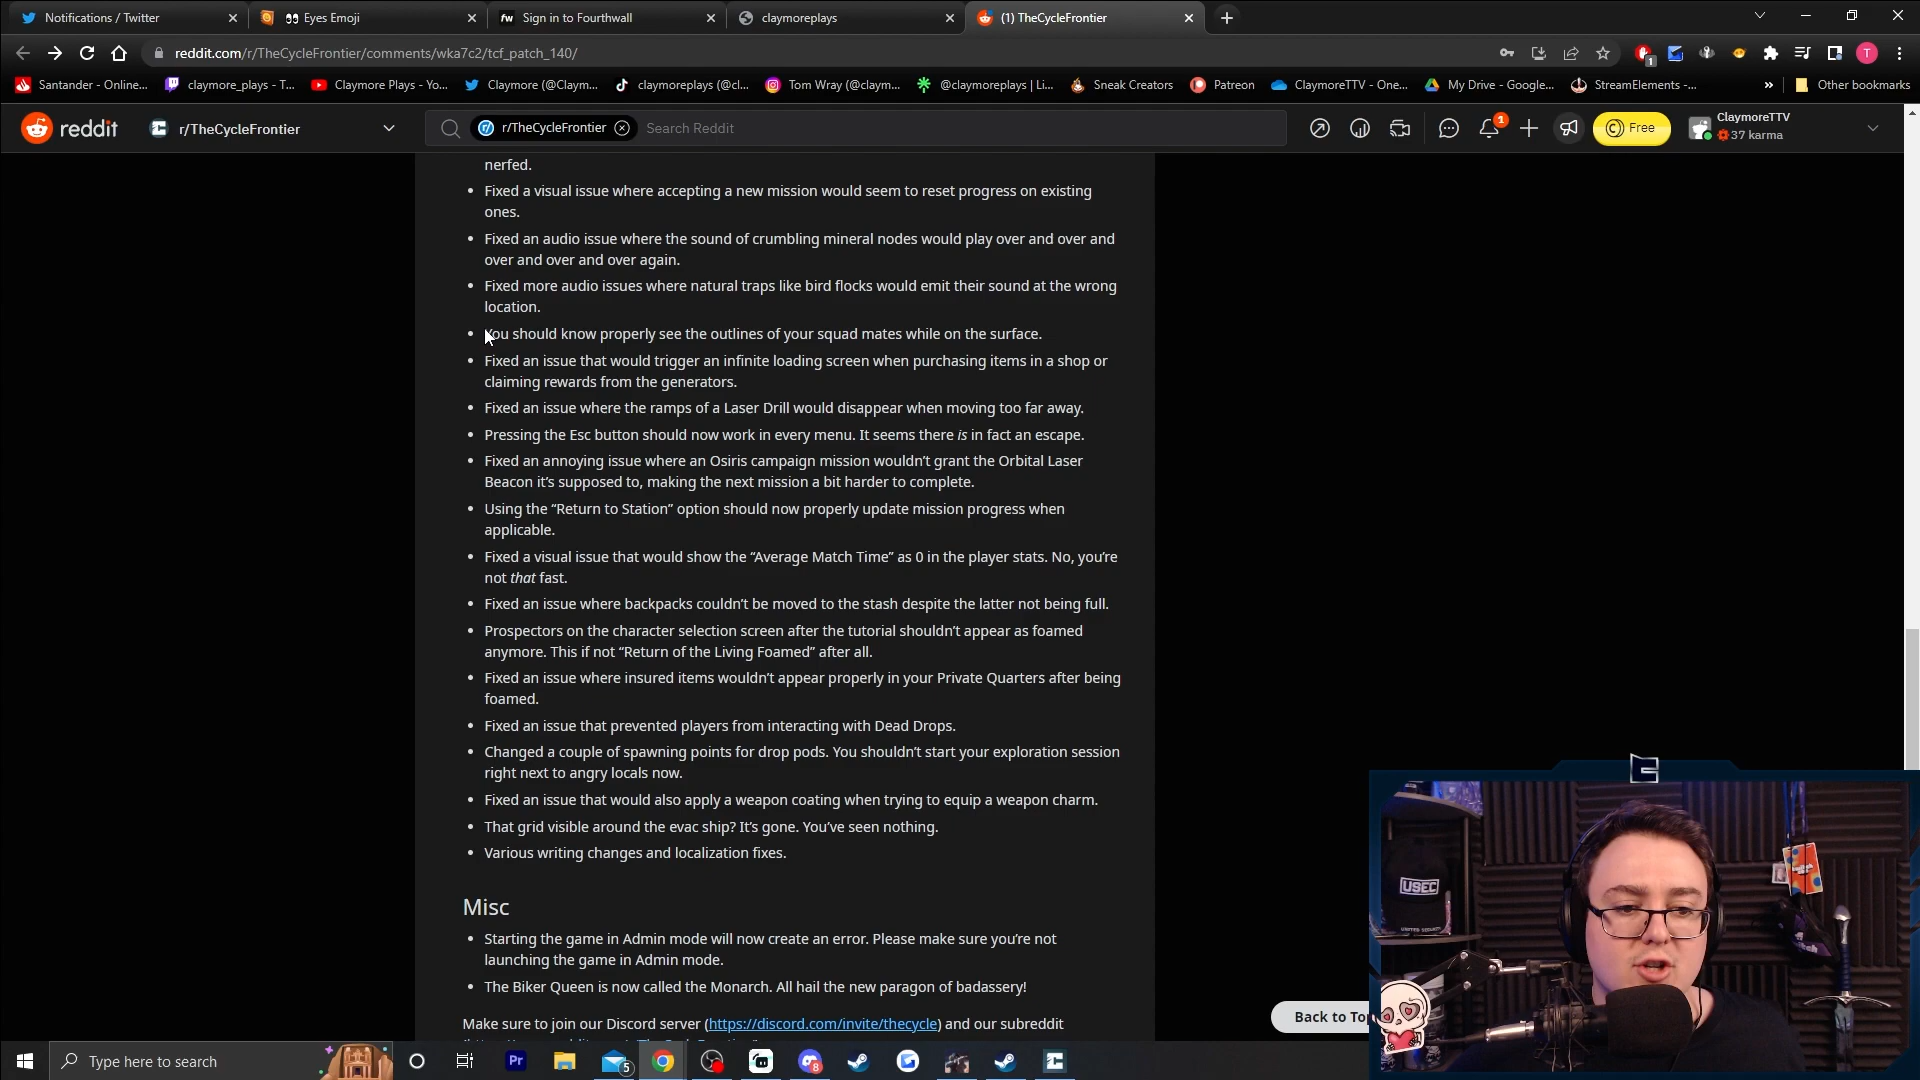 Notifications / Twitter
👀 Eyes Emoji
fw Sign in to Fourthwall
claymoreplays
(1) TheCycleFrontier
reddit.com/r/TheCycleFrontier/comments/wka7c2/tcf_patch_140/
1
T
Santander - Online...
claymore_plays - T...
Claymore Plays - Yo...
Claymore (@Claym...
claymoreplays (@cl...
Tom Wray (@claym...
@claymoreplays | Li...
Sneak Creators
Patreon
ClaymoreTTV - One...
My Drive - Google...
StreamElements -...
»
Other bookmarks
reddit
r/TheCycleFrontier
r/TheCycleFrontier
Search Reddit
1
Free
ClaymoreTTV
37 karma
nerfed.
• Fixed a visual issue where accepting a new mission would seem to reset progress on existing
ones.
• Fixed an audio issue where the sound of crumbling mineral nodes would play over and over and
over and over and over again.
• Fixed more audio issues where natural traps like bird flocks would emit their sound at the wrong
location.
• You should know properly see the outlines of your squad mates while on the surface.
• Fixed an issue that would trigger an infinite loading screen when purchasing items in a shop or
claiming rewards from the generators.
• Fixed an issue where the ramps of a Laser Drill would disappear when moving too far away.
• Pressing the Esc button should now work in every menu. It seems there is in fact an escape.
• Fixed an annoying issue where an Osiris campaign mission wouldn't grant the Orbital Laser
Beacon it's supposed to, making the next mission a bit harder to complete.
• Using the “Return to Station” option should now properly update mission progress when
applicable.
• Fixed a visual issue that would show the “Average Match Time” as 0 in the player stats. No, you're
not that fast.
• Fixed an issue where backpacks couldn't be moved to the stash despite the latter not being full.
• Prospectors on the character selection screen after the tutorial shouldn't appear as foamed
anymore. This if not “Return of the Living Foamed” after all.
• Fixed an issue where insured items wouldn't appear properly in your Private Quarters after being
foamed.
• Fixed an issue that prevented players from interacting with Dead Drops.
• Changed a couple of spawning points for drop pods. You shouldn't start your exploration session
right next to angry locals now.
• Fixed an issue that would also apply a weapon coating when trying to equip a weapon charm.
• That grid visible around the evac ship? It's gone. You've seen nothing.
• Various writing changes and localization fixes.
Misc
• Starting the game in Admin mode will now create an error. Please make sure you're not
launching the game in Admin mode.
• The Biker Queen is now called the Monarch. All hail the new paragon of badassery!
Make sure to join our Discord server (https://discord.com/invite/thecycle) and our subreddit
Back to To
USEC
Type here to search
Pr
5
8